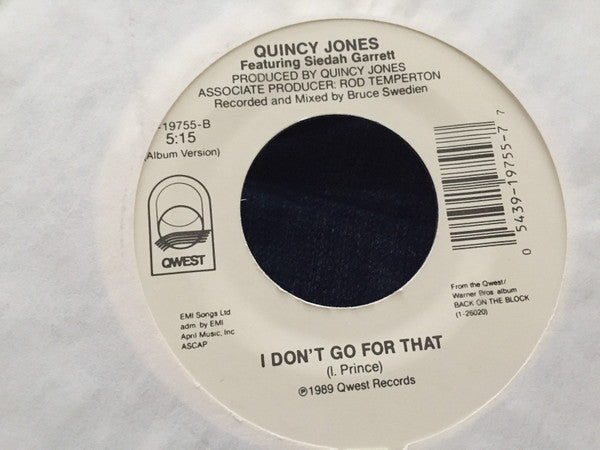 QUINCY JONES
Featuring Siedah Garrett
PRODUCED BY QUINCY JONES
ASSOCIATE PRODUCER: ROD TEMPERTON
Recorded and Mixed by Bruce Swedien
-19755-B
5:15
(Album Version)
QWEST
0 5439-19755-7 7
EMI Songs Ltd
adm. by EMI
April Music, Inc
ASCAP
From the Qwest/
Warner Bros. album
BACK ON THE BLOCK
(1-26020)
I DON'T GO FOR THAT
(I. Prince)
℗1989 Qwest Records